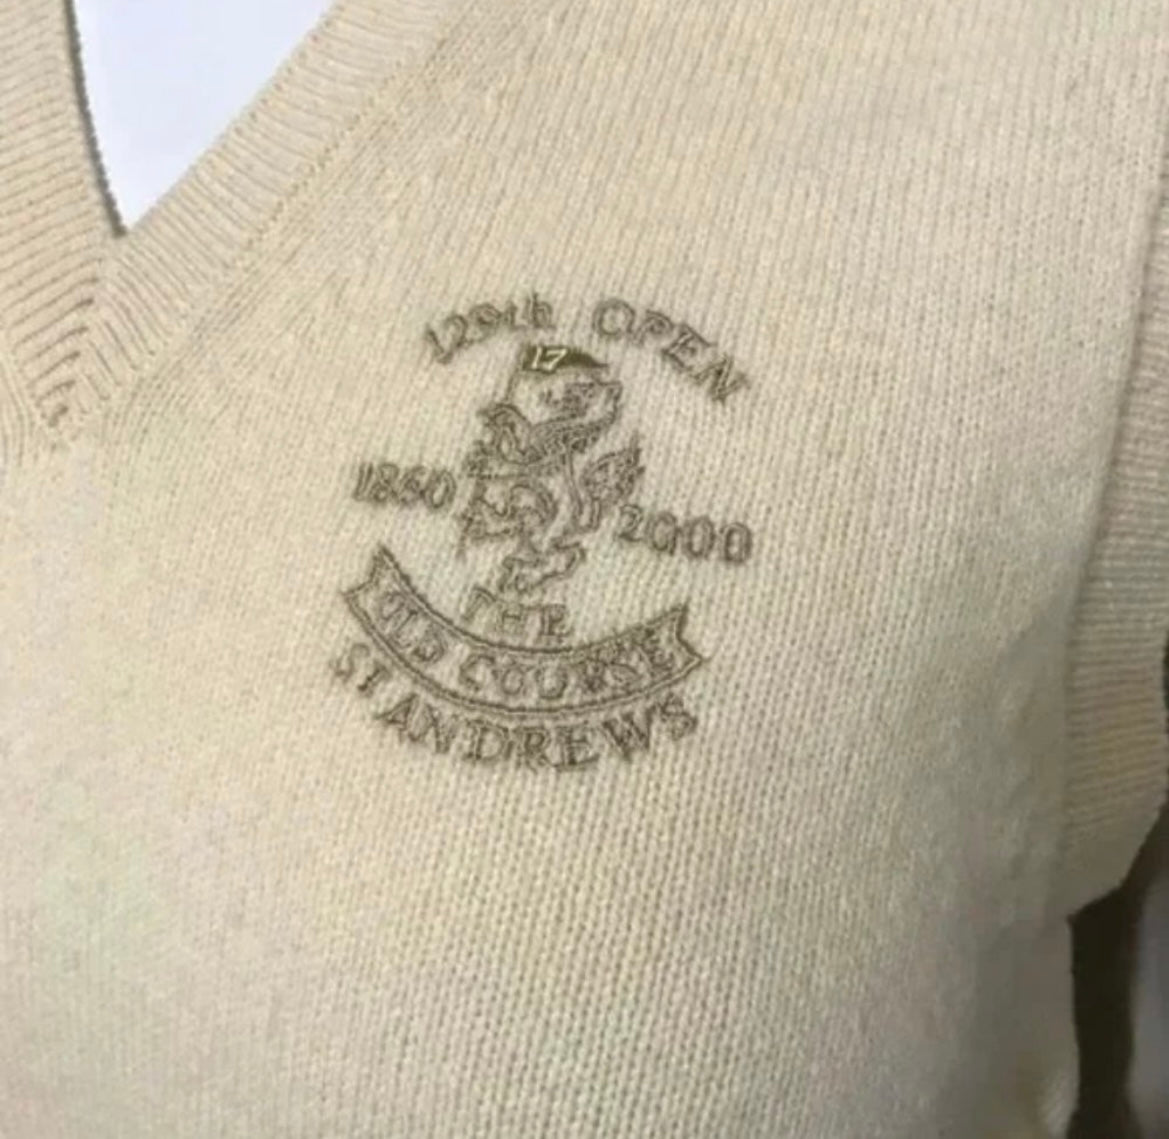 129th OPEN
17
1860 2000
THE
OLD COURSE
ST ANDREWS